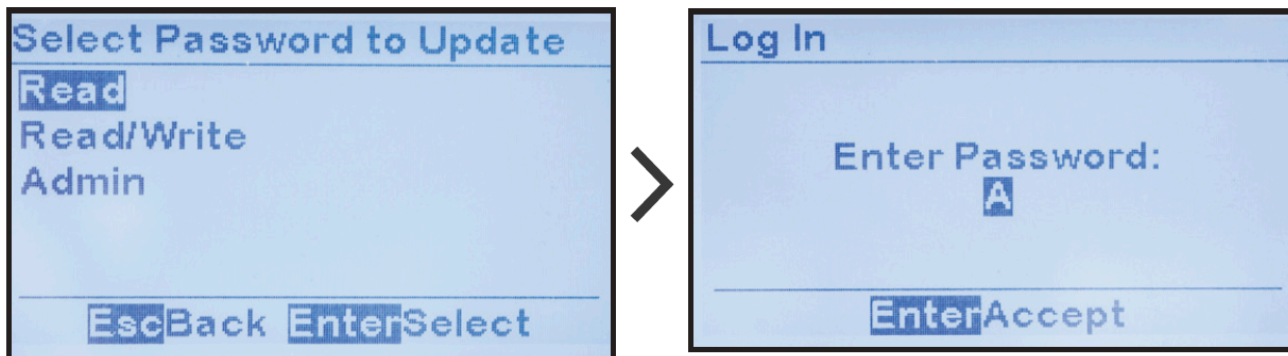 Select Password to Update
Read
Read/Write
Admin
EscBack EnterSelect
Log In
Enter Password:
A
EnterAccept